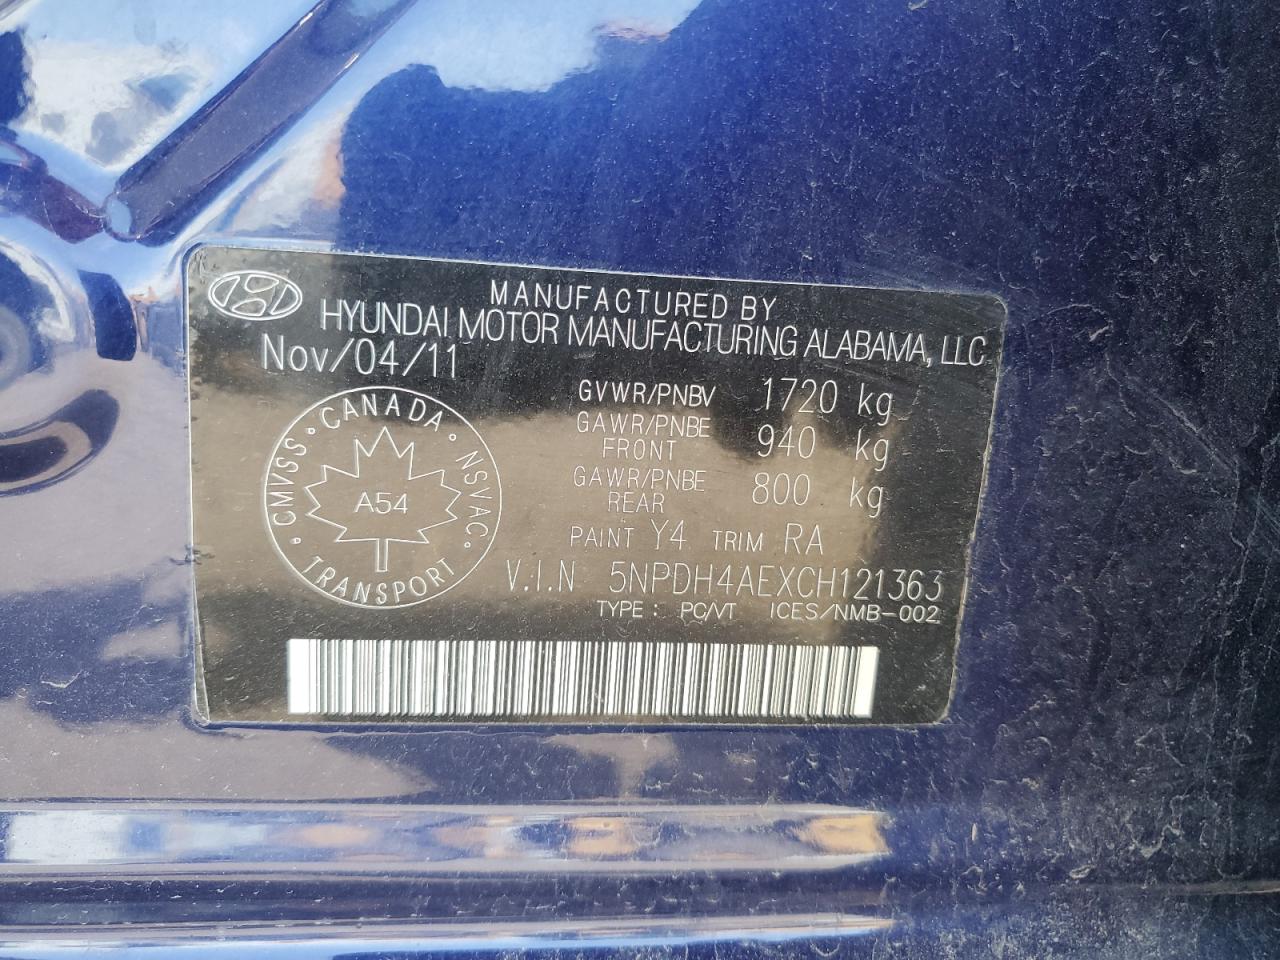 MANUFACTURED BY
HYUNDAI MOTOR MANUFACTURING ALABAMA, LLC
Nov/04/11
GVWR/PNBV 1720 kg
GAWR/PNBE FRONT 940 kg
GAWR/PNBE REAR 800 kg
CMVSS · CANADA · NSVAC ·
A54
TRANSPORT
PAINT Y4 TRIM RA
V.I.N 5NPDH4AEXCH121363
TYPE: PC/VT ICES/NMB-002